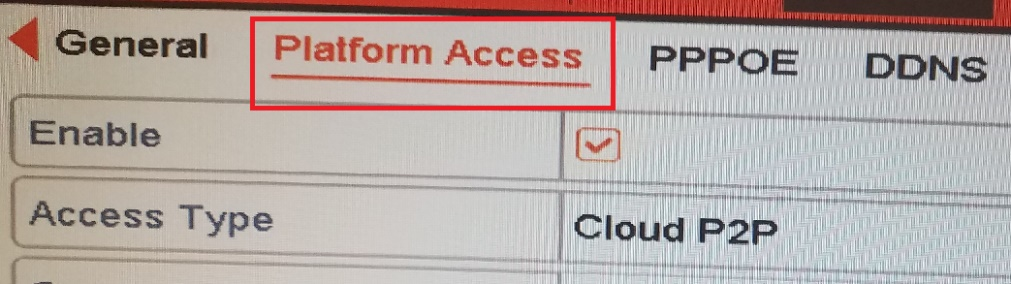 General Platform Access PPPOE DDNS
Enable
Access Type Cloud P2P